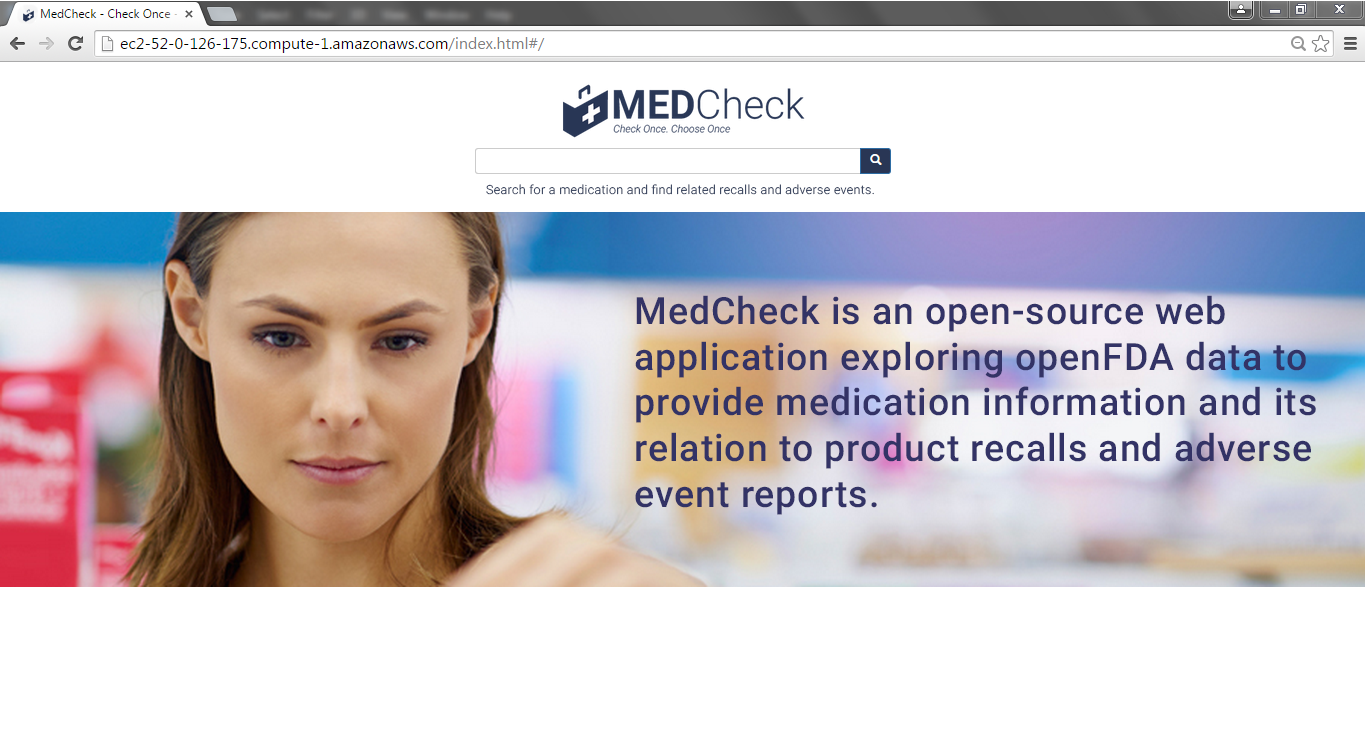 MedCheck - Check Once -
ec2-52-0-126-175.compute-1.amazonaws.com/index.html#/
MEDCheck
Check Once. Choose Once
Search for a medication and find related recalls and adverse events.
MedCheck is an open-source web
application exploring openFDA data to
provide medication information and its
relation to product recalls and adverse
event reports.